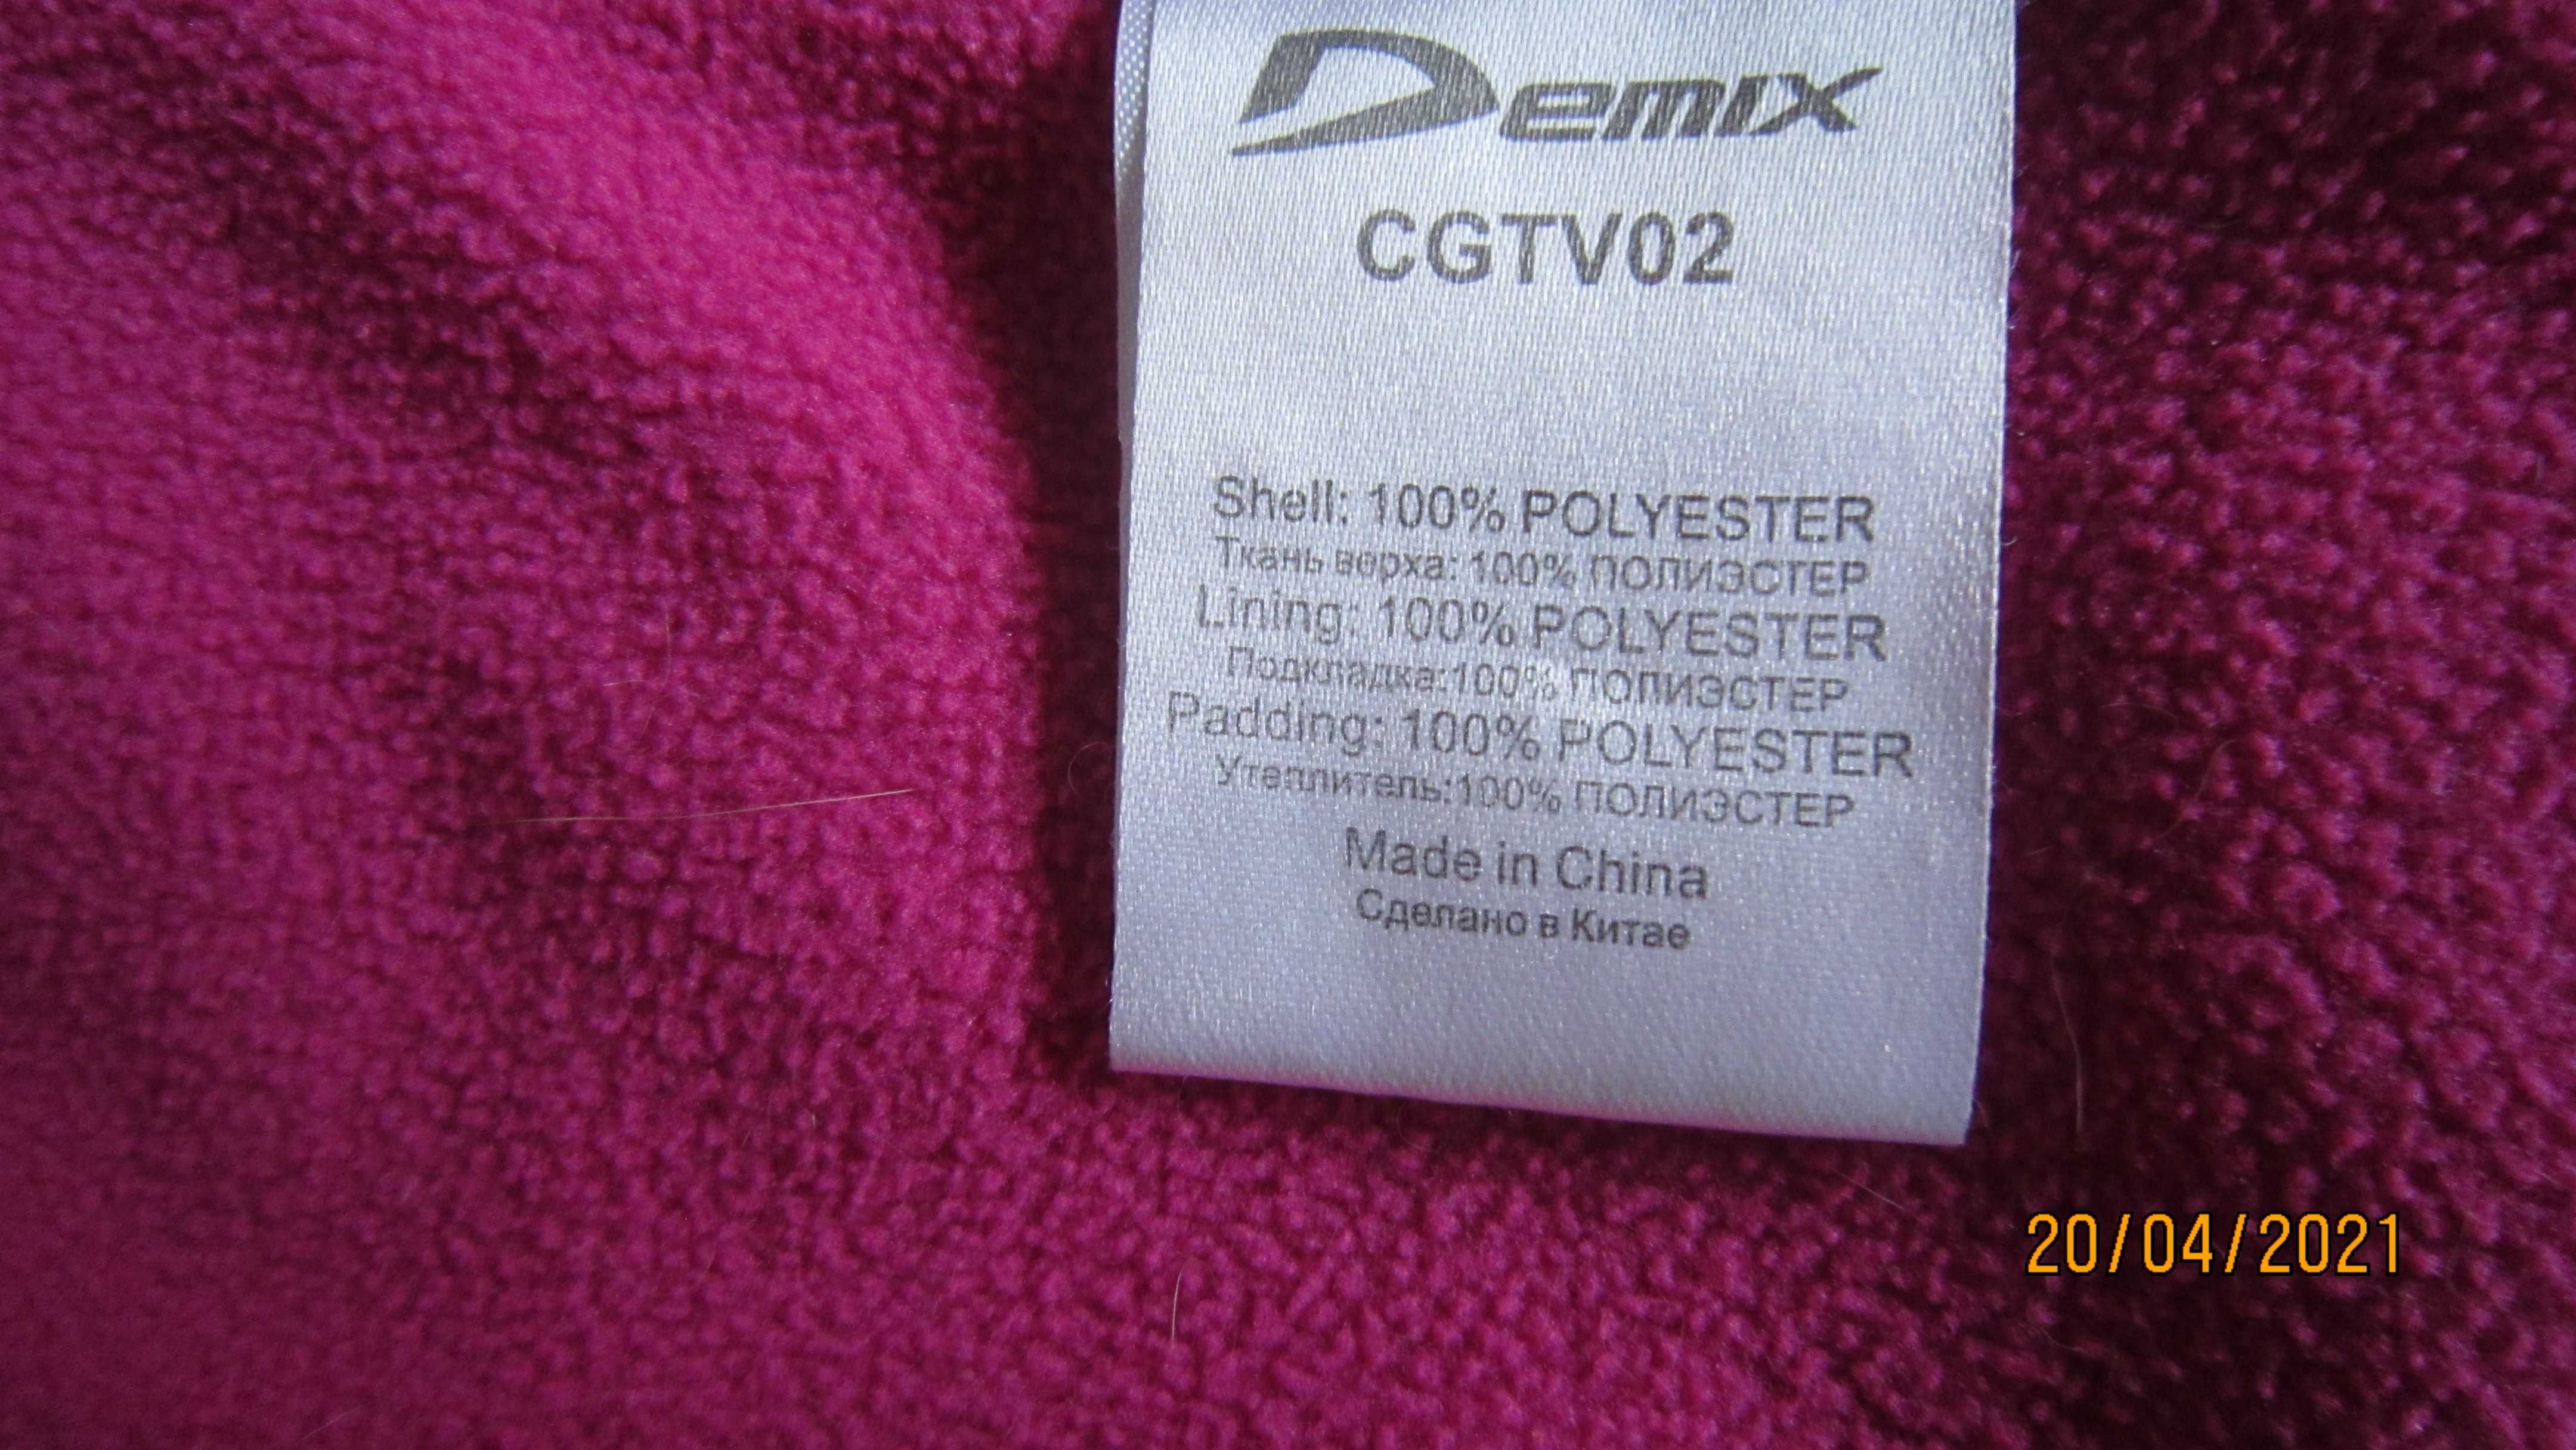 Demix
CGTV02
Shell: 100% POLYESTER
Ткань верха: 100% ПОЛИЭСТЕР
Lining: 100% POLYESTER
Подкладка:100% ПОЛИЭСТЕР
Padding: 100% POLYESTER
Утеплитель:100% ПОЛИЭСТЕР
Made in China
Сделано в Китае
20/04/2021